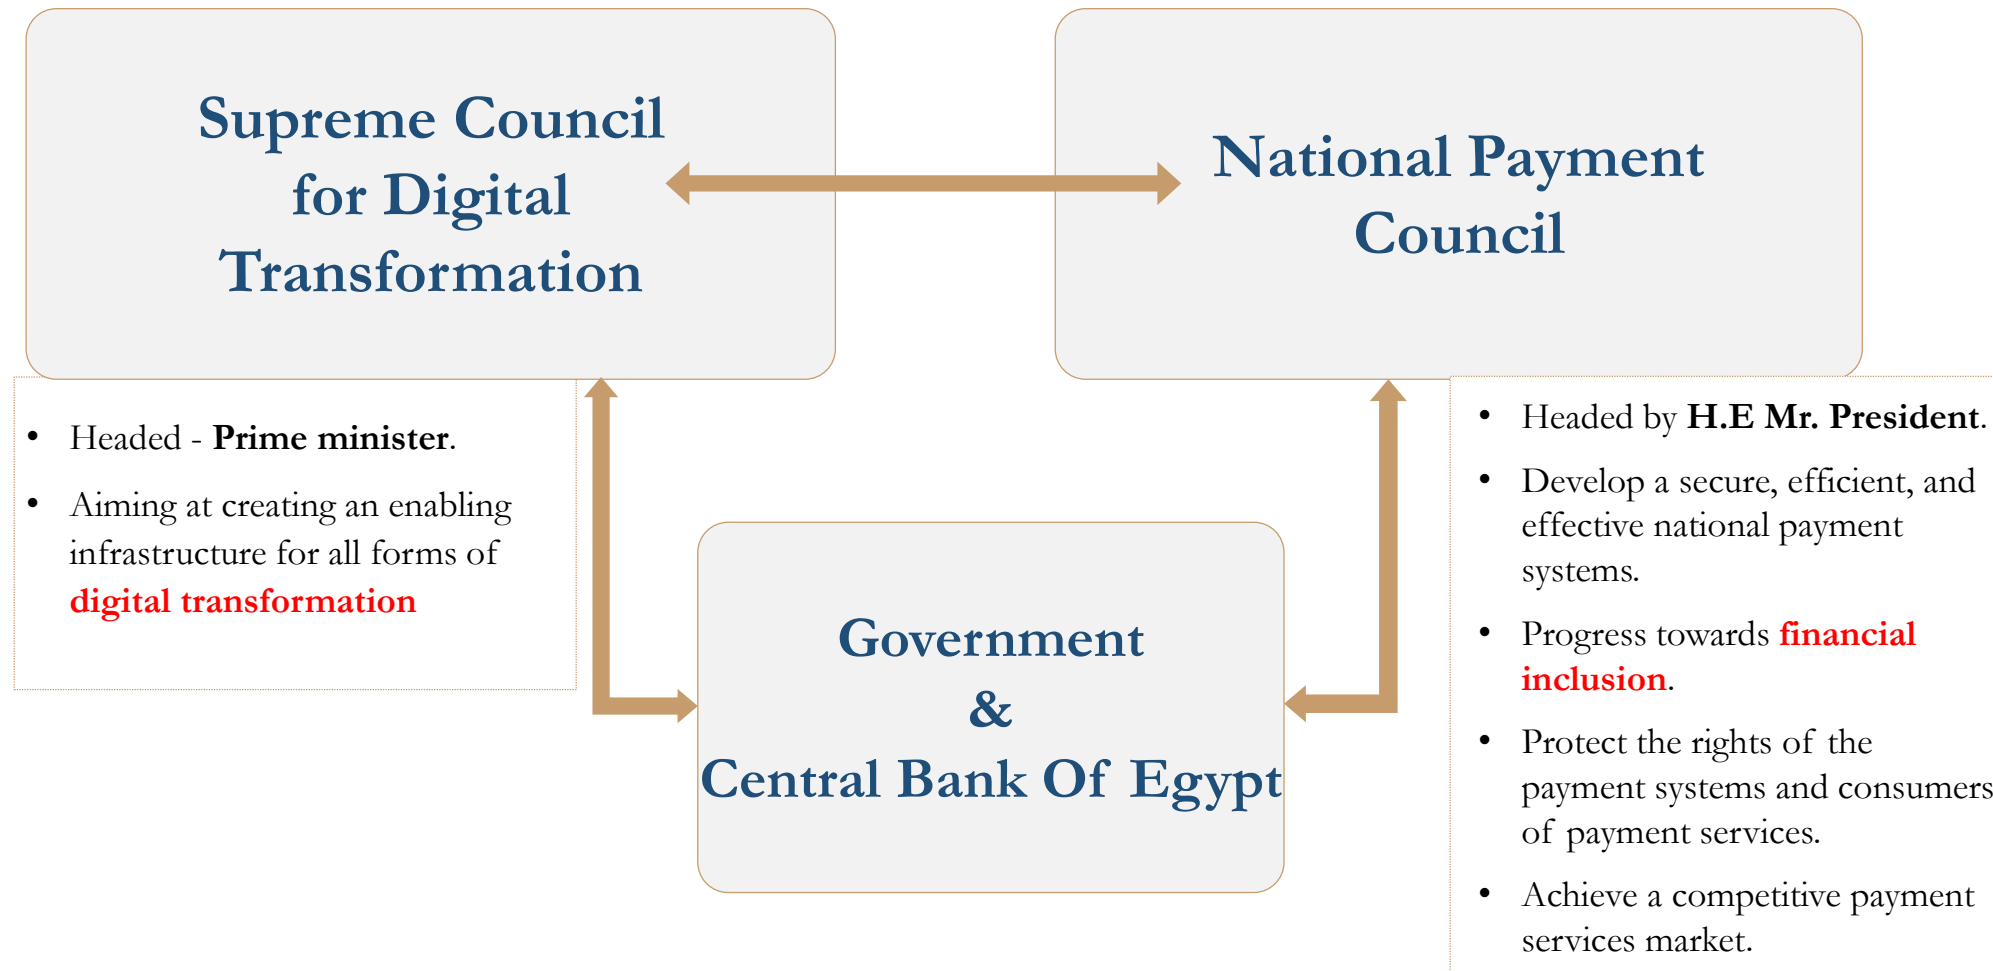 Supreme Council
for Digital
Transformation
National Payment
Council
• Headed - Prime minister.
• Aiming at creating an enabling
infrastructure for all forms of
digital transformation
Government
&
Central Bank Of Egypt
• Headed by H.E Mr. President.
• Develop a secure, efficient, and
effective national payment
systems.
• Progress towards financial
inclusion.
• Protect the rights of the
payment systems and consumers
of payment services.
• Achieve a competitive payment
services market.